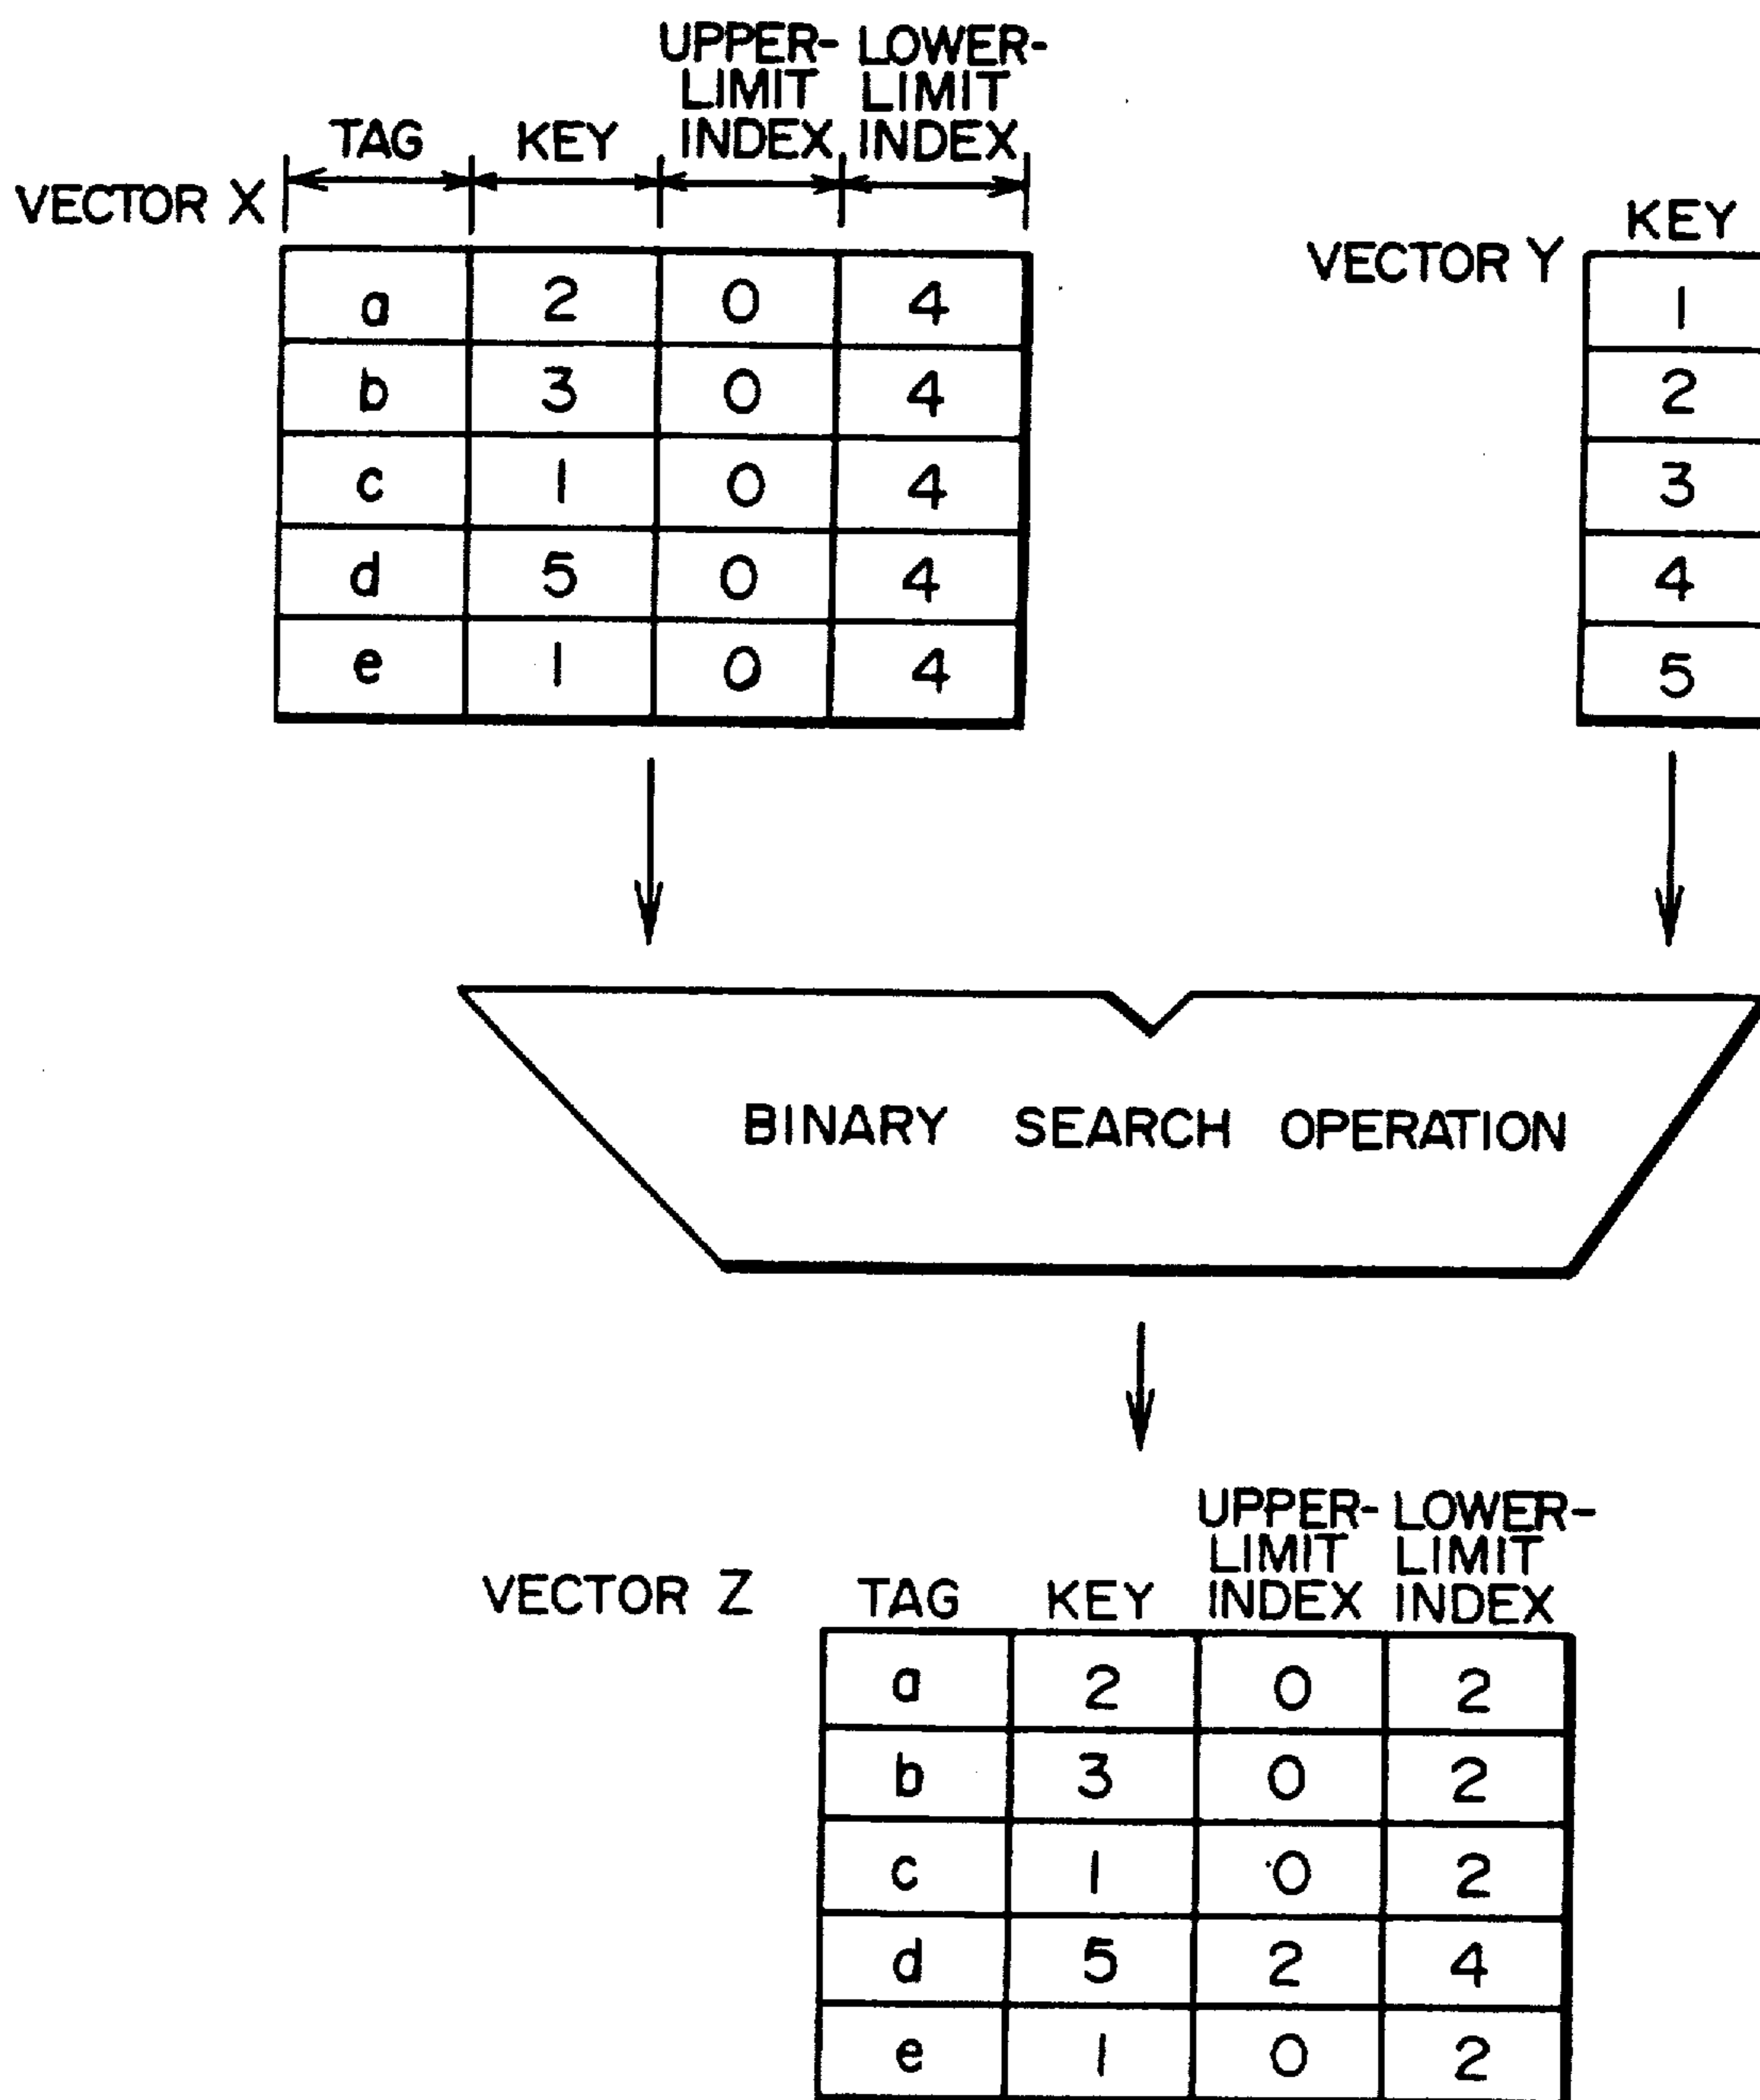 UPPER- LOWER-
LIMIT LIMIT
TAG KEY INDEX INDEX
VECTOR X
a 2 0 4
b 3 0 4
c 1 0 4
d 5 0 4
e 1 0 4
KEY
VECTOR Y
1
2
3
4
5
BINARY SEARCH OPERATION
UPPER- LOWER-
LIMIT LIMIT
VECTOR Z TAG KEY INDEX INDEX
a 2 0 2
b 3 0 2
c 1 0 2
d 5 2 4
e 1 0 2